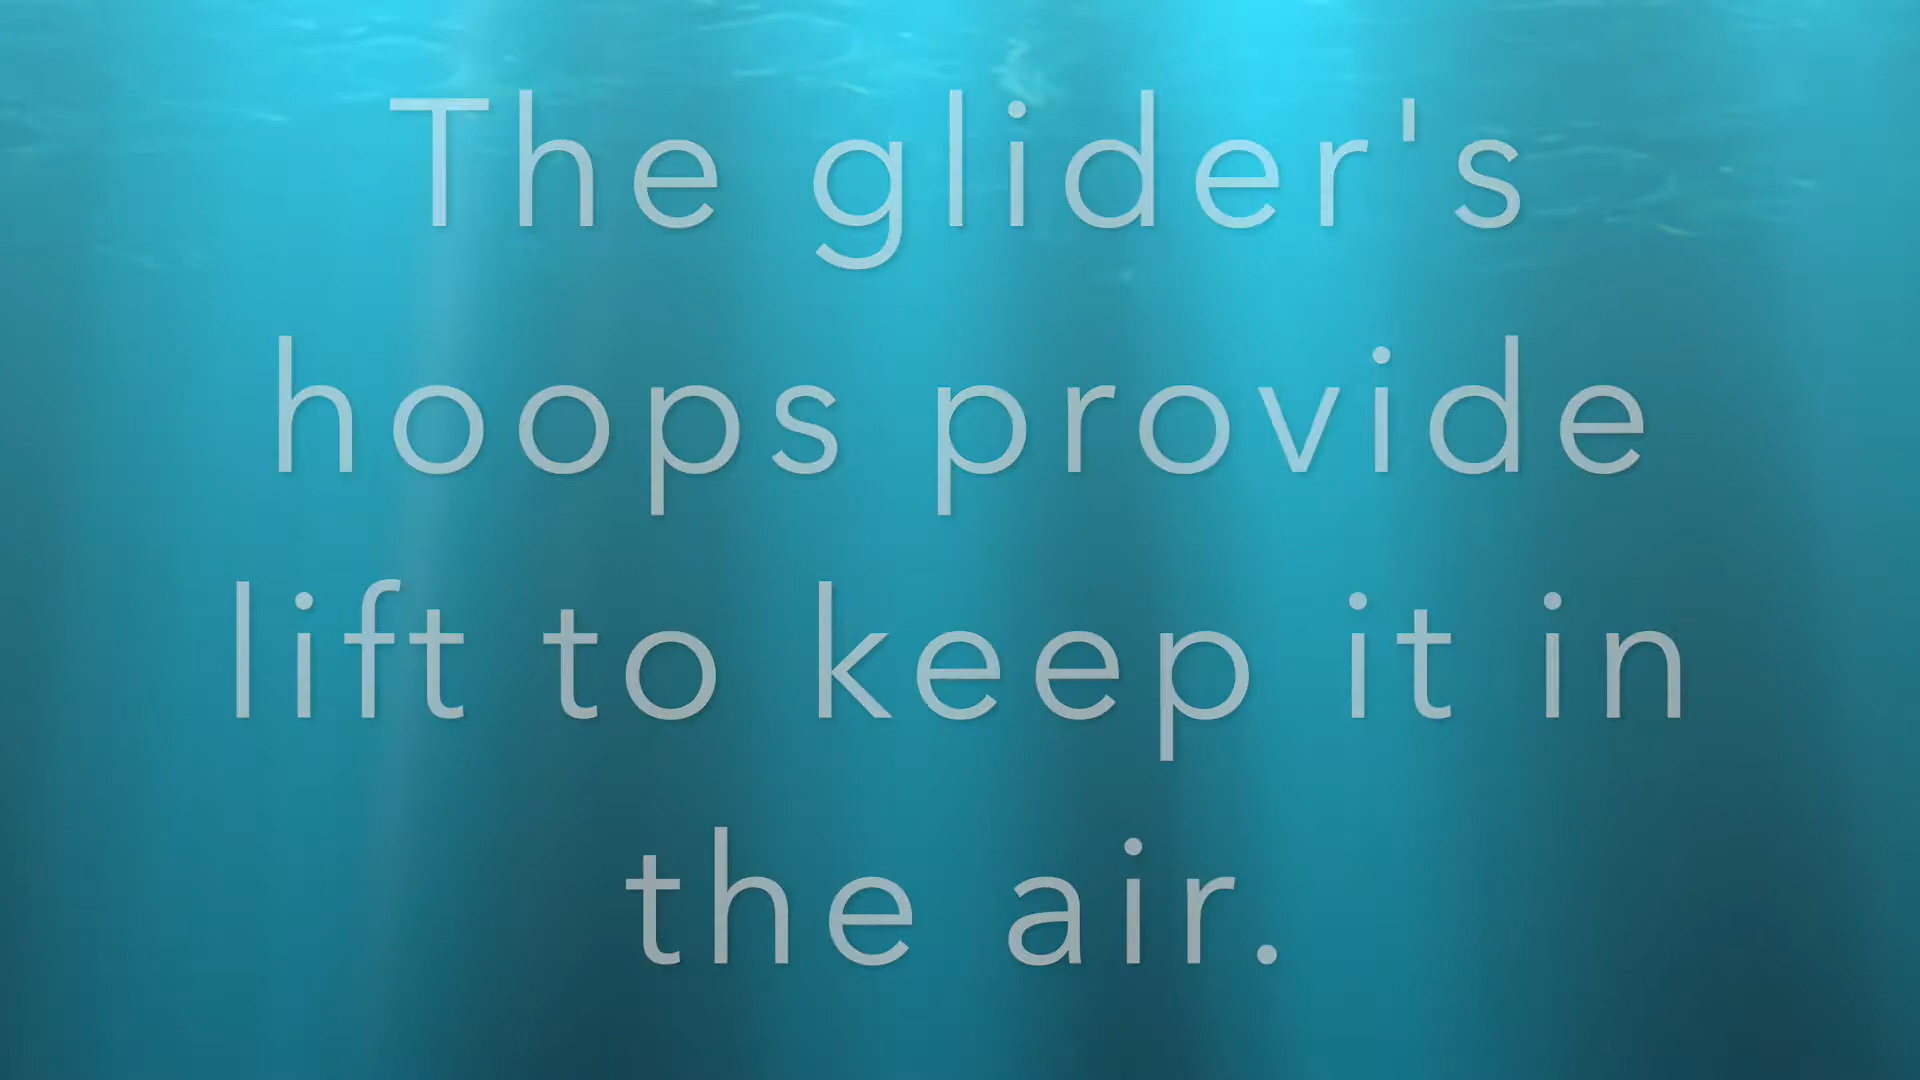 The glider's
hoops provide
lift to keep it in
the air.